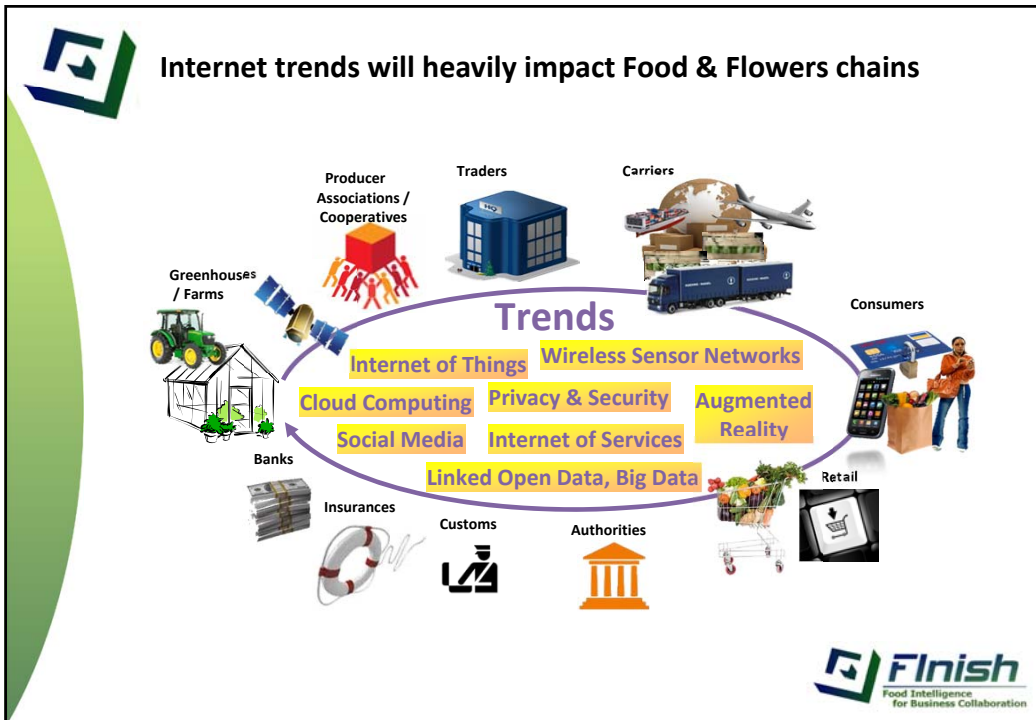 Internet trends will heavily impact Food & Flowers chains
Producer
Associations /
Cooperatives
Traders
Carriers
Greenhouses
/ Farms
HQ
Consumers
Trends
Internet of Things
Wireless Sensor Networks
Cloud Computing
Privacy & Security
Augmented
Reality
Social Media
Internet of Services
Linked Open Data, Big Data
Banks
Insurances
Customs
Authorities
Retail
FInish
Food Intelligence
for Business Collaboration